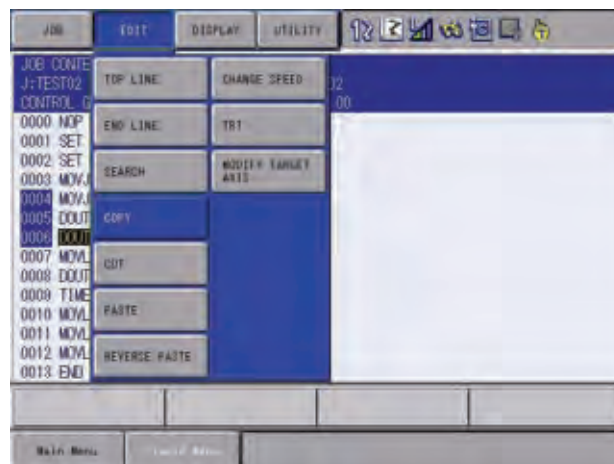 JOB EDIT DISPLAY UTILITY
JOB CONTE
J:TEST02 02
CONTROL G 00
TOP LINE CHANGE SPEED
END LINE TRT
SEARCH MODIFY TARGET
AXIS
COPY
CUT
PASTE
REVERSE PASTE
0000 NOP
0001 SET
0002 SET
0003 MOVJ
0004 MOVJ
0005 DOUT
0006 DOUT
0007 MOVL
0008 DOUT
0009 TIME
0010 MOVL
0011 MOVL
0012 MOVL
0013 END
Main Menu Menu